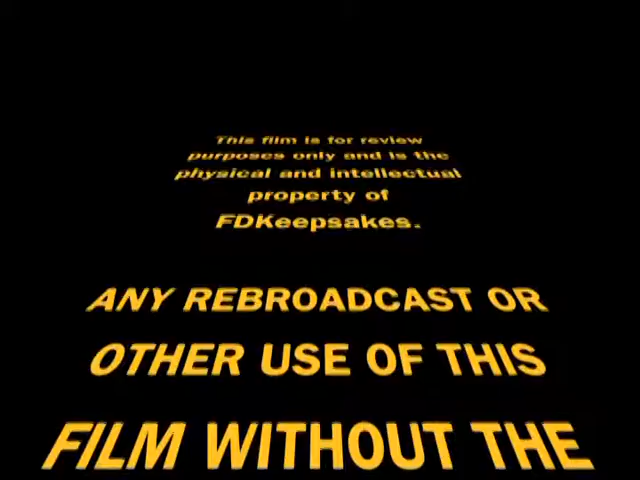 This film is for review
purposes only and is the
physical and intellectual
property of
FDKeepsakes.
ANY REBROADCAST OR
OTHER USE OF THIS
FILM WITHOUT THE